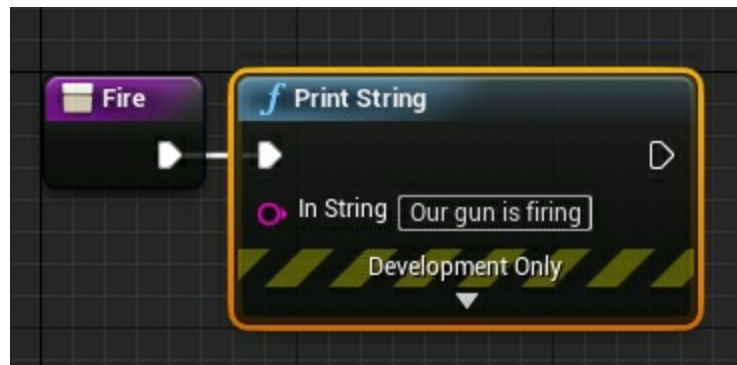 Fire
Print String
In String Our gun is firing
Development Only